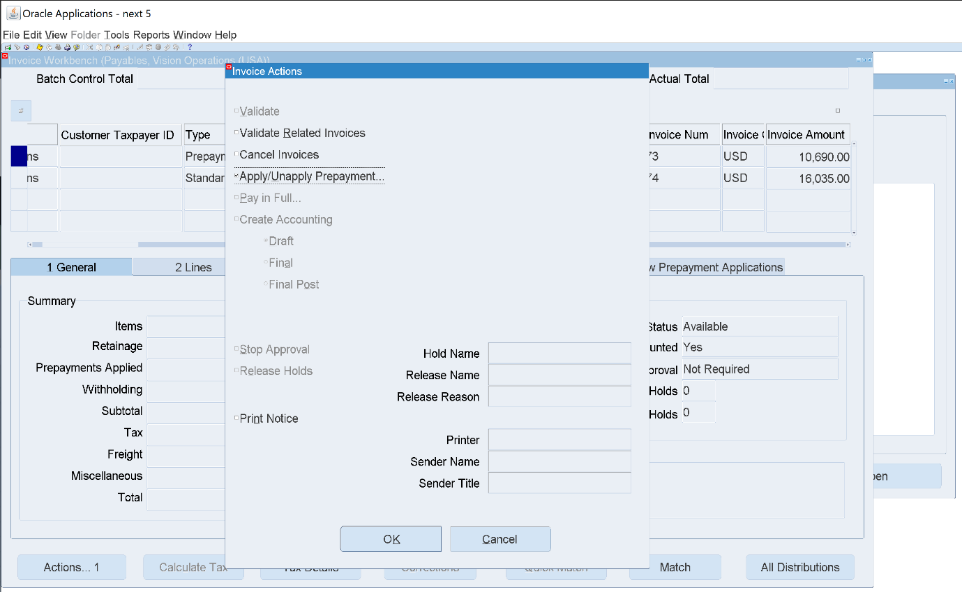 Oracle Applications - next 5
File Edit View Folder Tools Reports Window Help
Invoice Workbench (Payables, Vision Operations (USA))
Invoice Actions
Batch Control Total
Actual Total
Validate
Validate Related Invoices
Cancel Invoices
Apply/Unapply Prepayment...
Pay in Full...
Create Accounting
Draft
Final
Final Post
Customer Taxpayer ID Type nvoice Num Invoice Invoice Amount
ns Prepayn 73 USD 10,690.00
ns Standar 74 USD 16,035.00
1 General 2 Lines w Prepayment Applications
Summary
Items
Retainage
Prepayments Applied
Withholding
Subtotal
Tax
Freight
Miscellaneous
Total
Stop Approval
Release Holds
Print Notice
Hold Name
Release Name
Release Reason
Printer
Sender Name
Sender Title
Status Available
unted Yes
proval Not Required
Holds 0
Holds 0
OK Cancel
pen
Actions... 1 Calculate Tax Tax Details Corrections Quick Match Match All Distributions